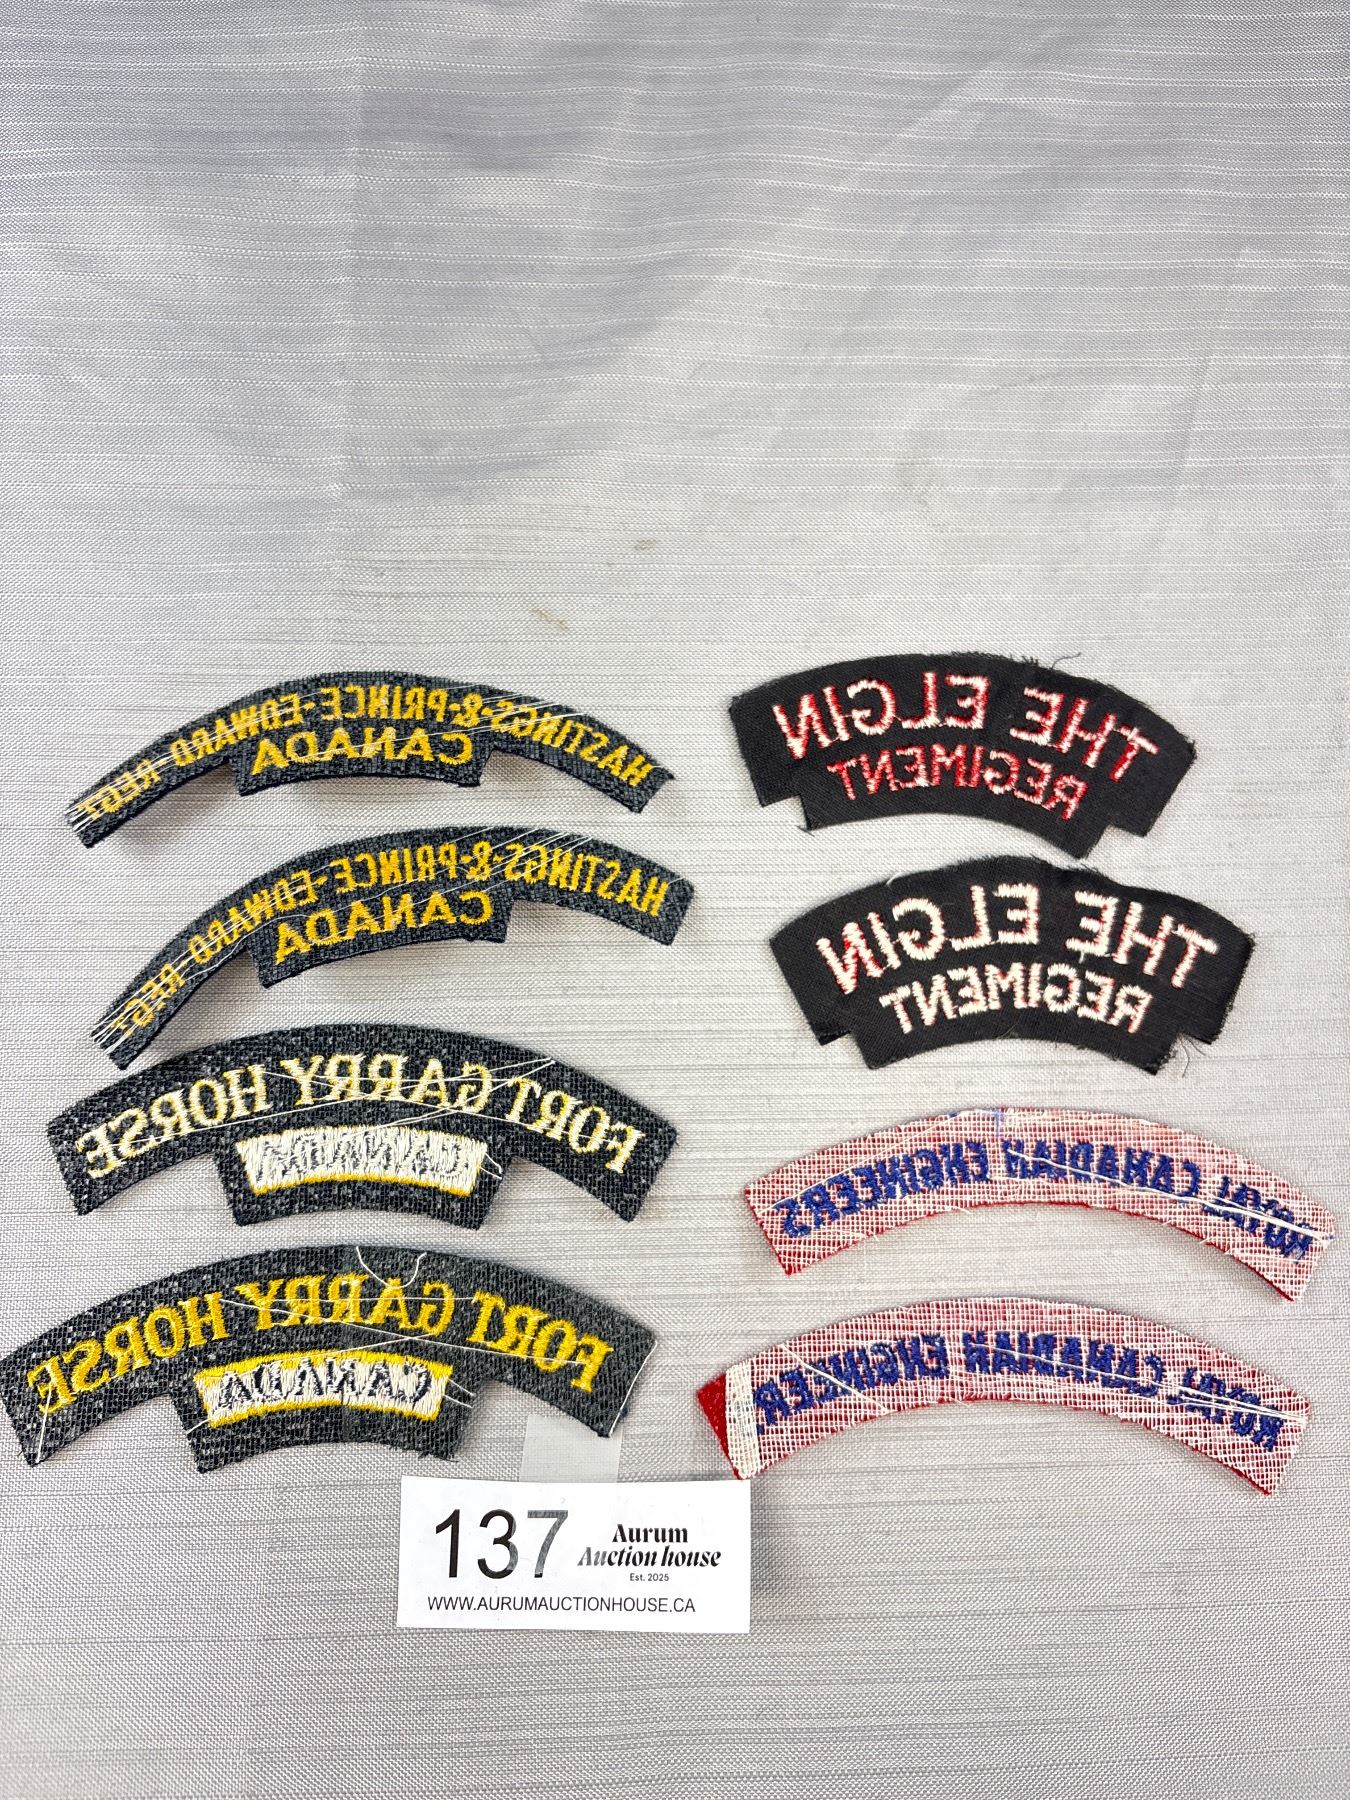 HASTINGS-&-PRINCE-EDWARD REGT
CANADA
HASTINGS-&-PRINCE-EDWARD REGT
CANADA
FORT GARRY HORSE
CANADA
FORT GARRY HORSE
CANADA
THE ELGIN
REGIMENT
THE ELGIN
REGIMENT
ROYAL CANADIAN ENGINEERS
ROYAL CANADIAN ENGINEER
137
Aurum
Auction house
Est. 2025
WWW.AURUMAUCTIONHOUSE.CA